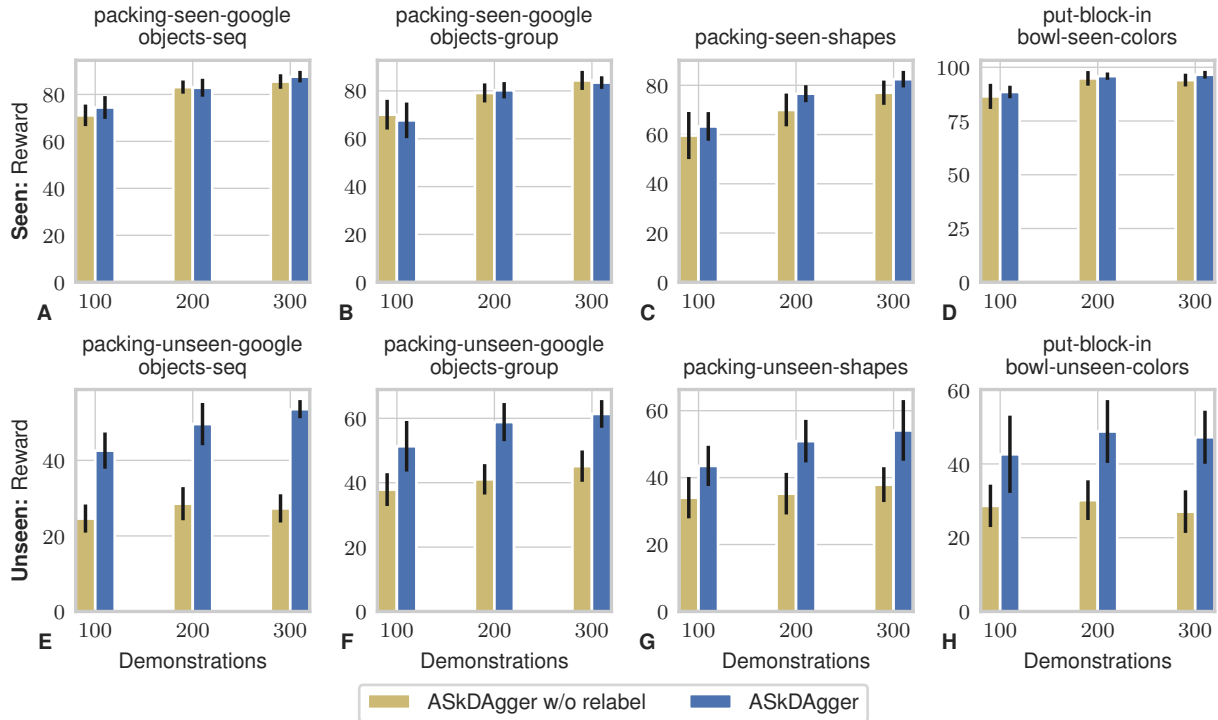 packing-seen-google
objects-seq
packing-seen-google
objects-group
packing-seen-shapes
put-block-in
bowl-seen-colors
Seen: Reward
80
60
40
20
0
100
200
300
A
80
60
40
20
0
100
200
300
B
80
60
40
20
0
100
200
300
C
100
75
50
25
0
100
200
300
D
packing-unseen-google
objects-seq
packing-unseen-google
objects-group
packing-unseen-shapes
put-block-in
bowl-unseen-colors
Unseen: Reward
40
20
0
100
200
300
E
Demonstrations
60
40
20
0
100
200
300
F
Demonstrations
60
40
20
0
100
200
300
G
Demonstrations
60
40
20
0
100
200
300
H
Demonstrations
ASkDAgger w/o relabel
ASkDAgger